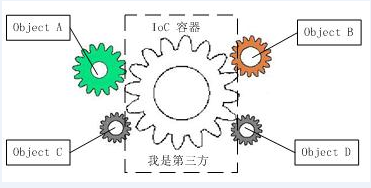 Object A
IoC 容器
Object B
Object C
我是第三方
Object D